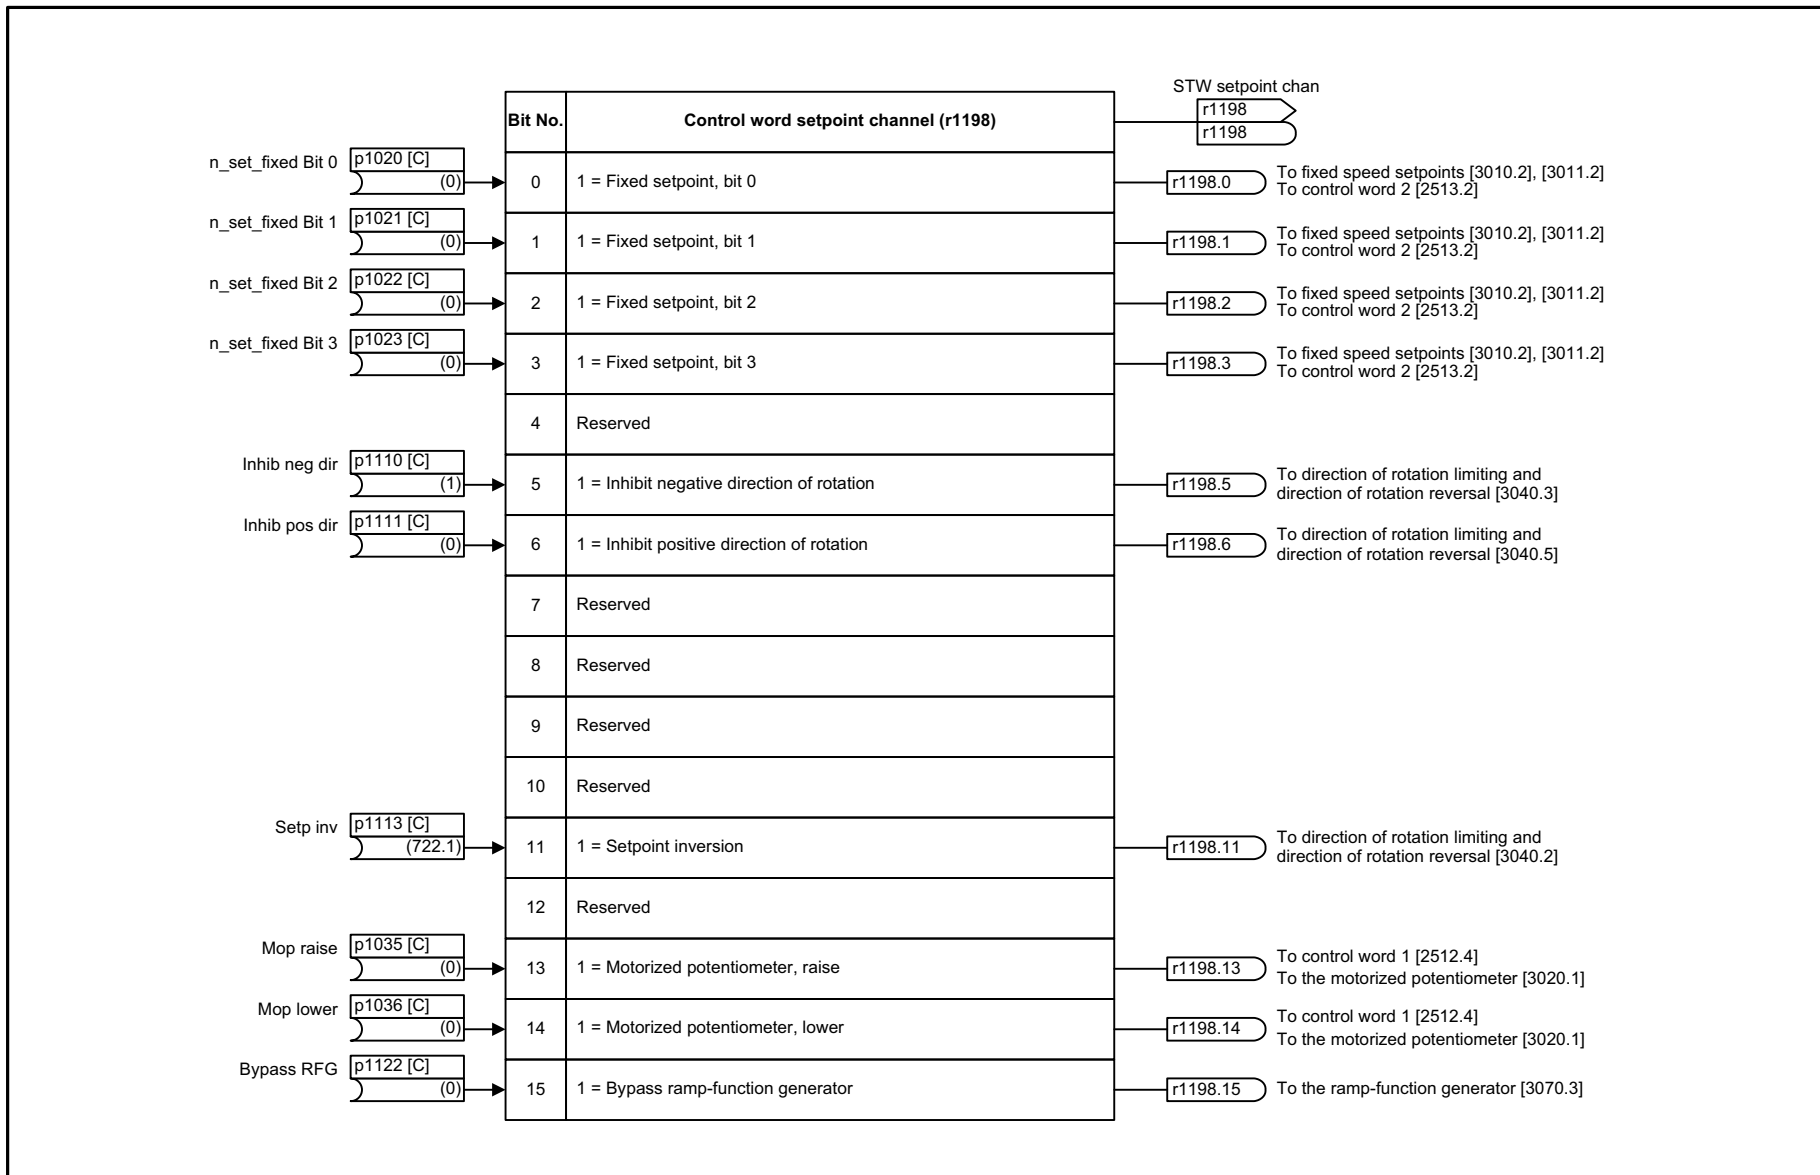 STW setpoint chan
r1198
r1198
Bit No. Control word setpoint channel (r1198)
n_set_fixed Bit 0 p1020 [C]
(0) 0 1 = Fixed setpoint, bit 0 r1198.0 To fixed speed setpoints [3010.2], [3011.2]
To control word 2 [2513.2]
n_set_fixed Bit 1 p1021 [C]
(0) 1 1 = Fixed setpoint, bit 1 r1198.1 To fixed speed setpoints [3010.2], [3011.2]
To control word 2 [2513.2]
n_set_fixed Bit 2 p1022 [C]
(0) 2 1 = Fixed setpoint, bit 2 r1198.2 To fixed speed setpoints [3010.2], [3011.2]
To control word 2 [2513.2]
n_set_fixed Bit 3 p1023 [C]
(0) 3 1 = Fixed setpoint, bit 3 r1198.3 To fixed speed setpoints [3010.2], [3011.2]
To control word 2 [2513.2]
4 Reserved
Inhib neg dir p1110 [C]
(1) 5 1 = Inhibit negative direction of rotation r1198.5 To direction of rotation limiting and
direction of rotation reversal [3040.3]
Inhib pos dir p1111 [C]
(0) 6 1 = Inhibit positive direction of rotation r1198.6 To direction of rotation limiting and
direction of rotation reversal [3040.5]
7 Reserved
8 Reserved
9 Reserved
10 Reserved
Setp inv p1113 [C]
(722.1) 11 1 = Setpoint inversion r1198.11 To direction of rotation limiting and
direction of rotation reversal [3040.2]
12 Reserved
Mop raise p1035 [C]
(0) 13 1 = Motorized potentiometer, raise r1198.13 To control word 1 [2512.4]
To the motorized potentiometer [3020.1]
Mop lower p1036 [C]
(0) 14 1 = Motorized potentiometer, lower r1198.14 To control word 1 [2512.4]
To the motorized potentiometer [3020.1]
Bypass RFG p1122 [C]
(0) 15 1 = Bypass ramp-function generator r1198.15 To the ramp-function generator [3070.3]